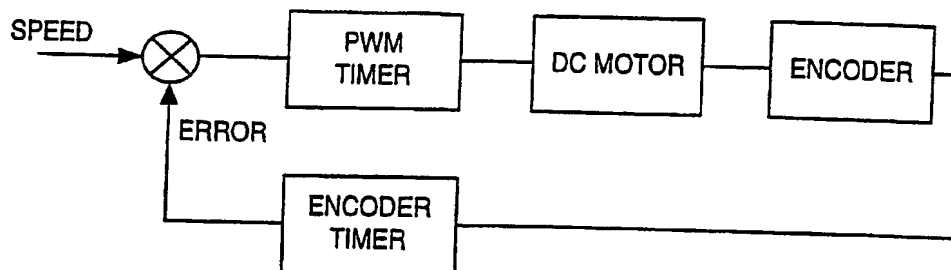 SPEED
PWM
TIMER
DC MOTOR
ENCODER
ERROR
ENCODER
TIMER